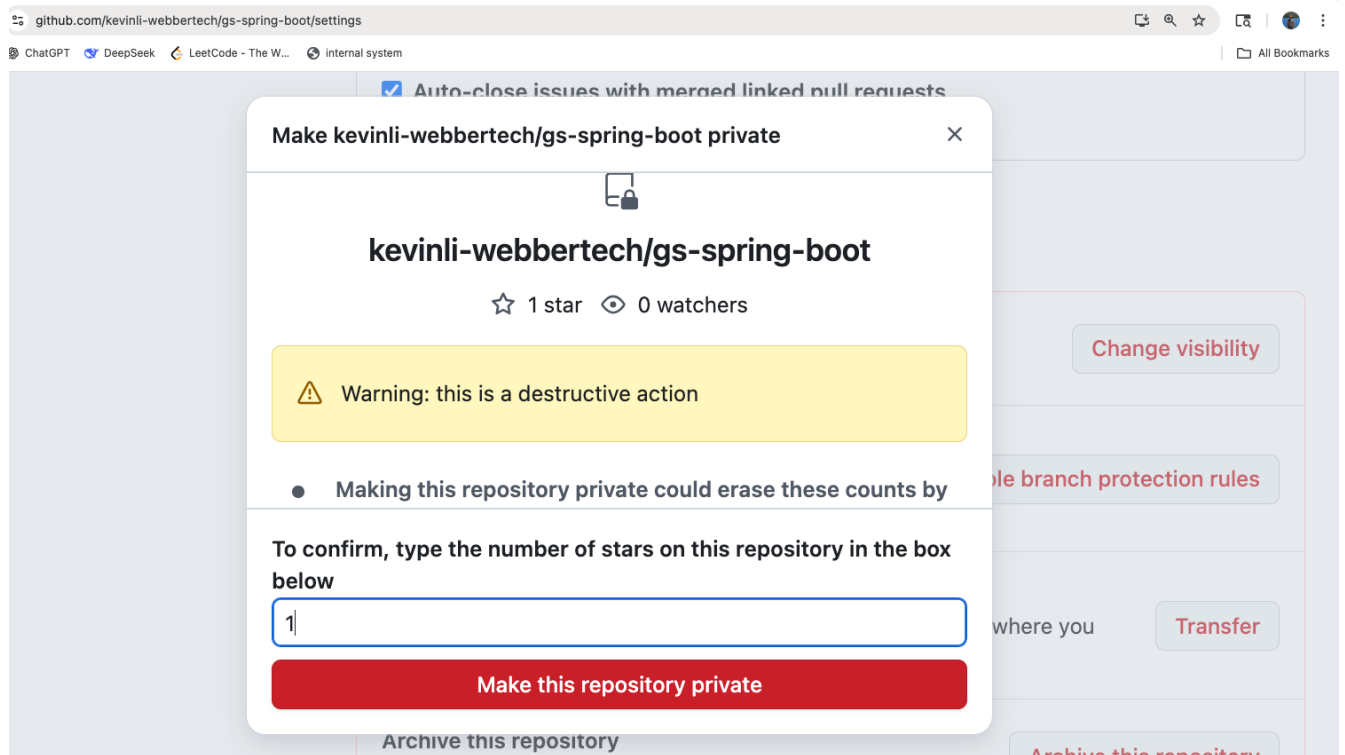 github.com/kevinli-webbertech/gs-spring-boot/settings
ChatGPT DeepSeek LeetCode - The W... internal system All Bookmarks
Auto-close issues with merged linked pull requests
Make kevinli-webbertech/gs-spring-boot private
kevinli-webbertech/gs-spring-boot
1 star 0 watchers
Change visibility
Warning: this is a destructive action
ble branch protection rules
Making this repository private could erase these counts by
To confirm, type the number of stars on this repository in the box
below
1
where you Transfer
Make this repository private
Archive this repository
Archive this repository